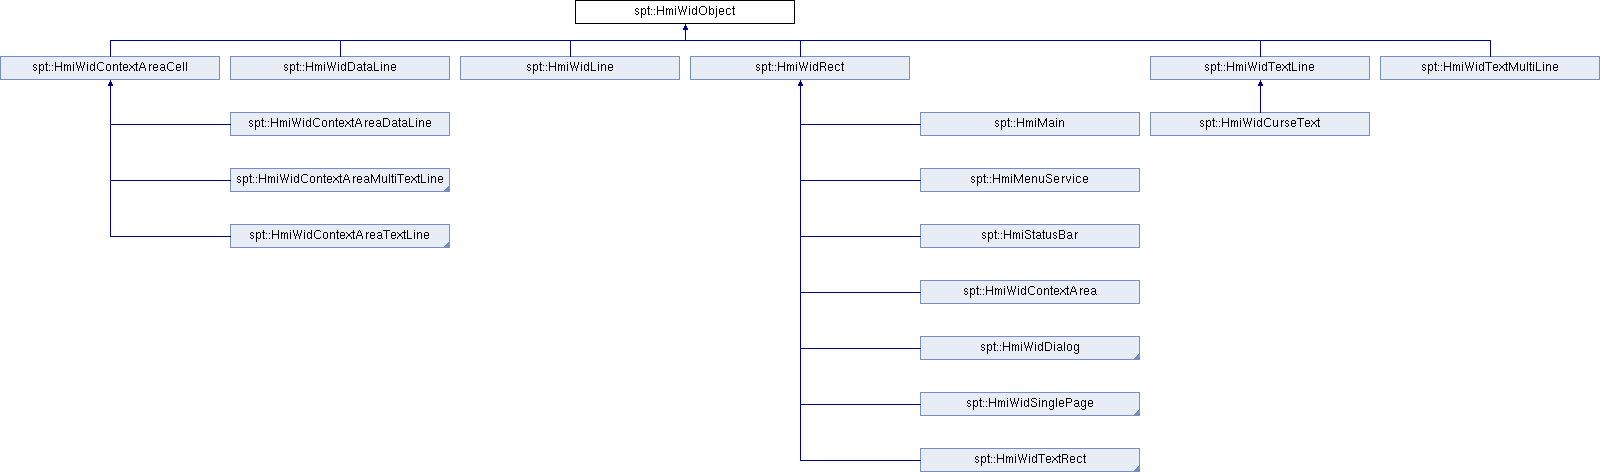 spt::HmiWidObject
spt::HmiWidContextAreaCell
spt::HmiWidDataLine
spt::HmiWidLine
spt::HmiWidRect
spt::HmiWidTextLine
spt::HmiWidTextMultiLine
spt::HmiWidContextAreaDataLine
spt::HmiMain
spt::HmiWidCurseText
spt::HmiWidContextAreaMultiTextLine
spt::HmiMenuService
spt::HmiWidContextAreaTextLine
spt::HmiStatusBar
spt::HmiWidContextArea
spt::HmiWidDialog
spt::HmiWidSinglePage
spt::HmiWidTextRect